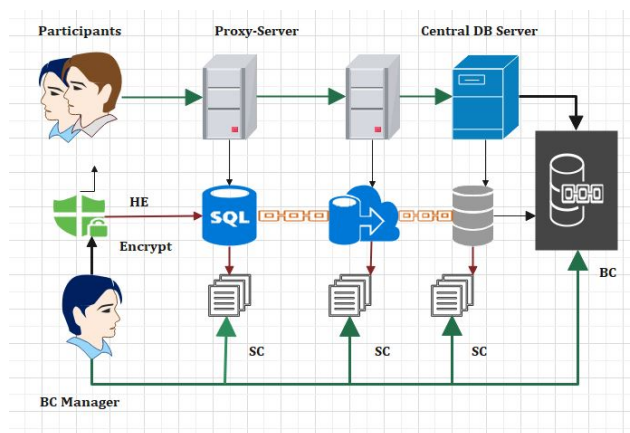 Participants
Proxy-Server
Central DB Server
HE
SQL
Encrypt
BC
SC
SC
SC
BC Manager